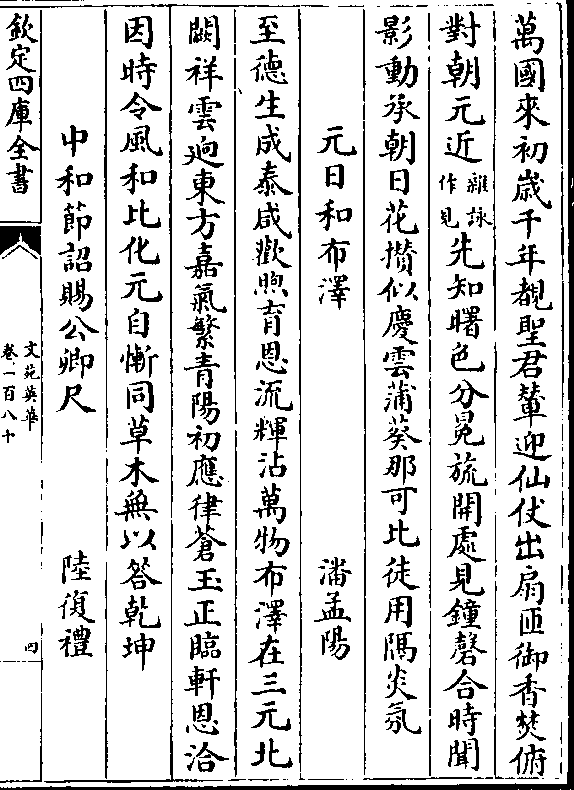 萬國來初歳千年覩聖君輦迎仙仗出扇匝御香焚俯
對朝元近雜詠作見先知曙色分冕旒開處見鐘磬合時聞
影動承朝日花攢似慶雲蒲葵那可比徒用隔炎氛
元日和布澤 潘孟陽
至德生成泰咸歡煦育恩流輝沾萬物布澤在三元北
闕祥雲逈東方嘉氣繁青陽初應律蒼玉正臨軒恩洽
因時令風和比化元自慚同草木無以答乾坤
中和節詔賜公卿尺 陸復禮
欽定四庫全書
文苑英華
卷一百八十
四